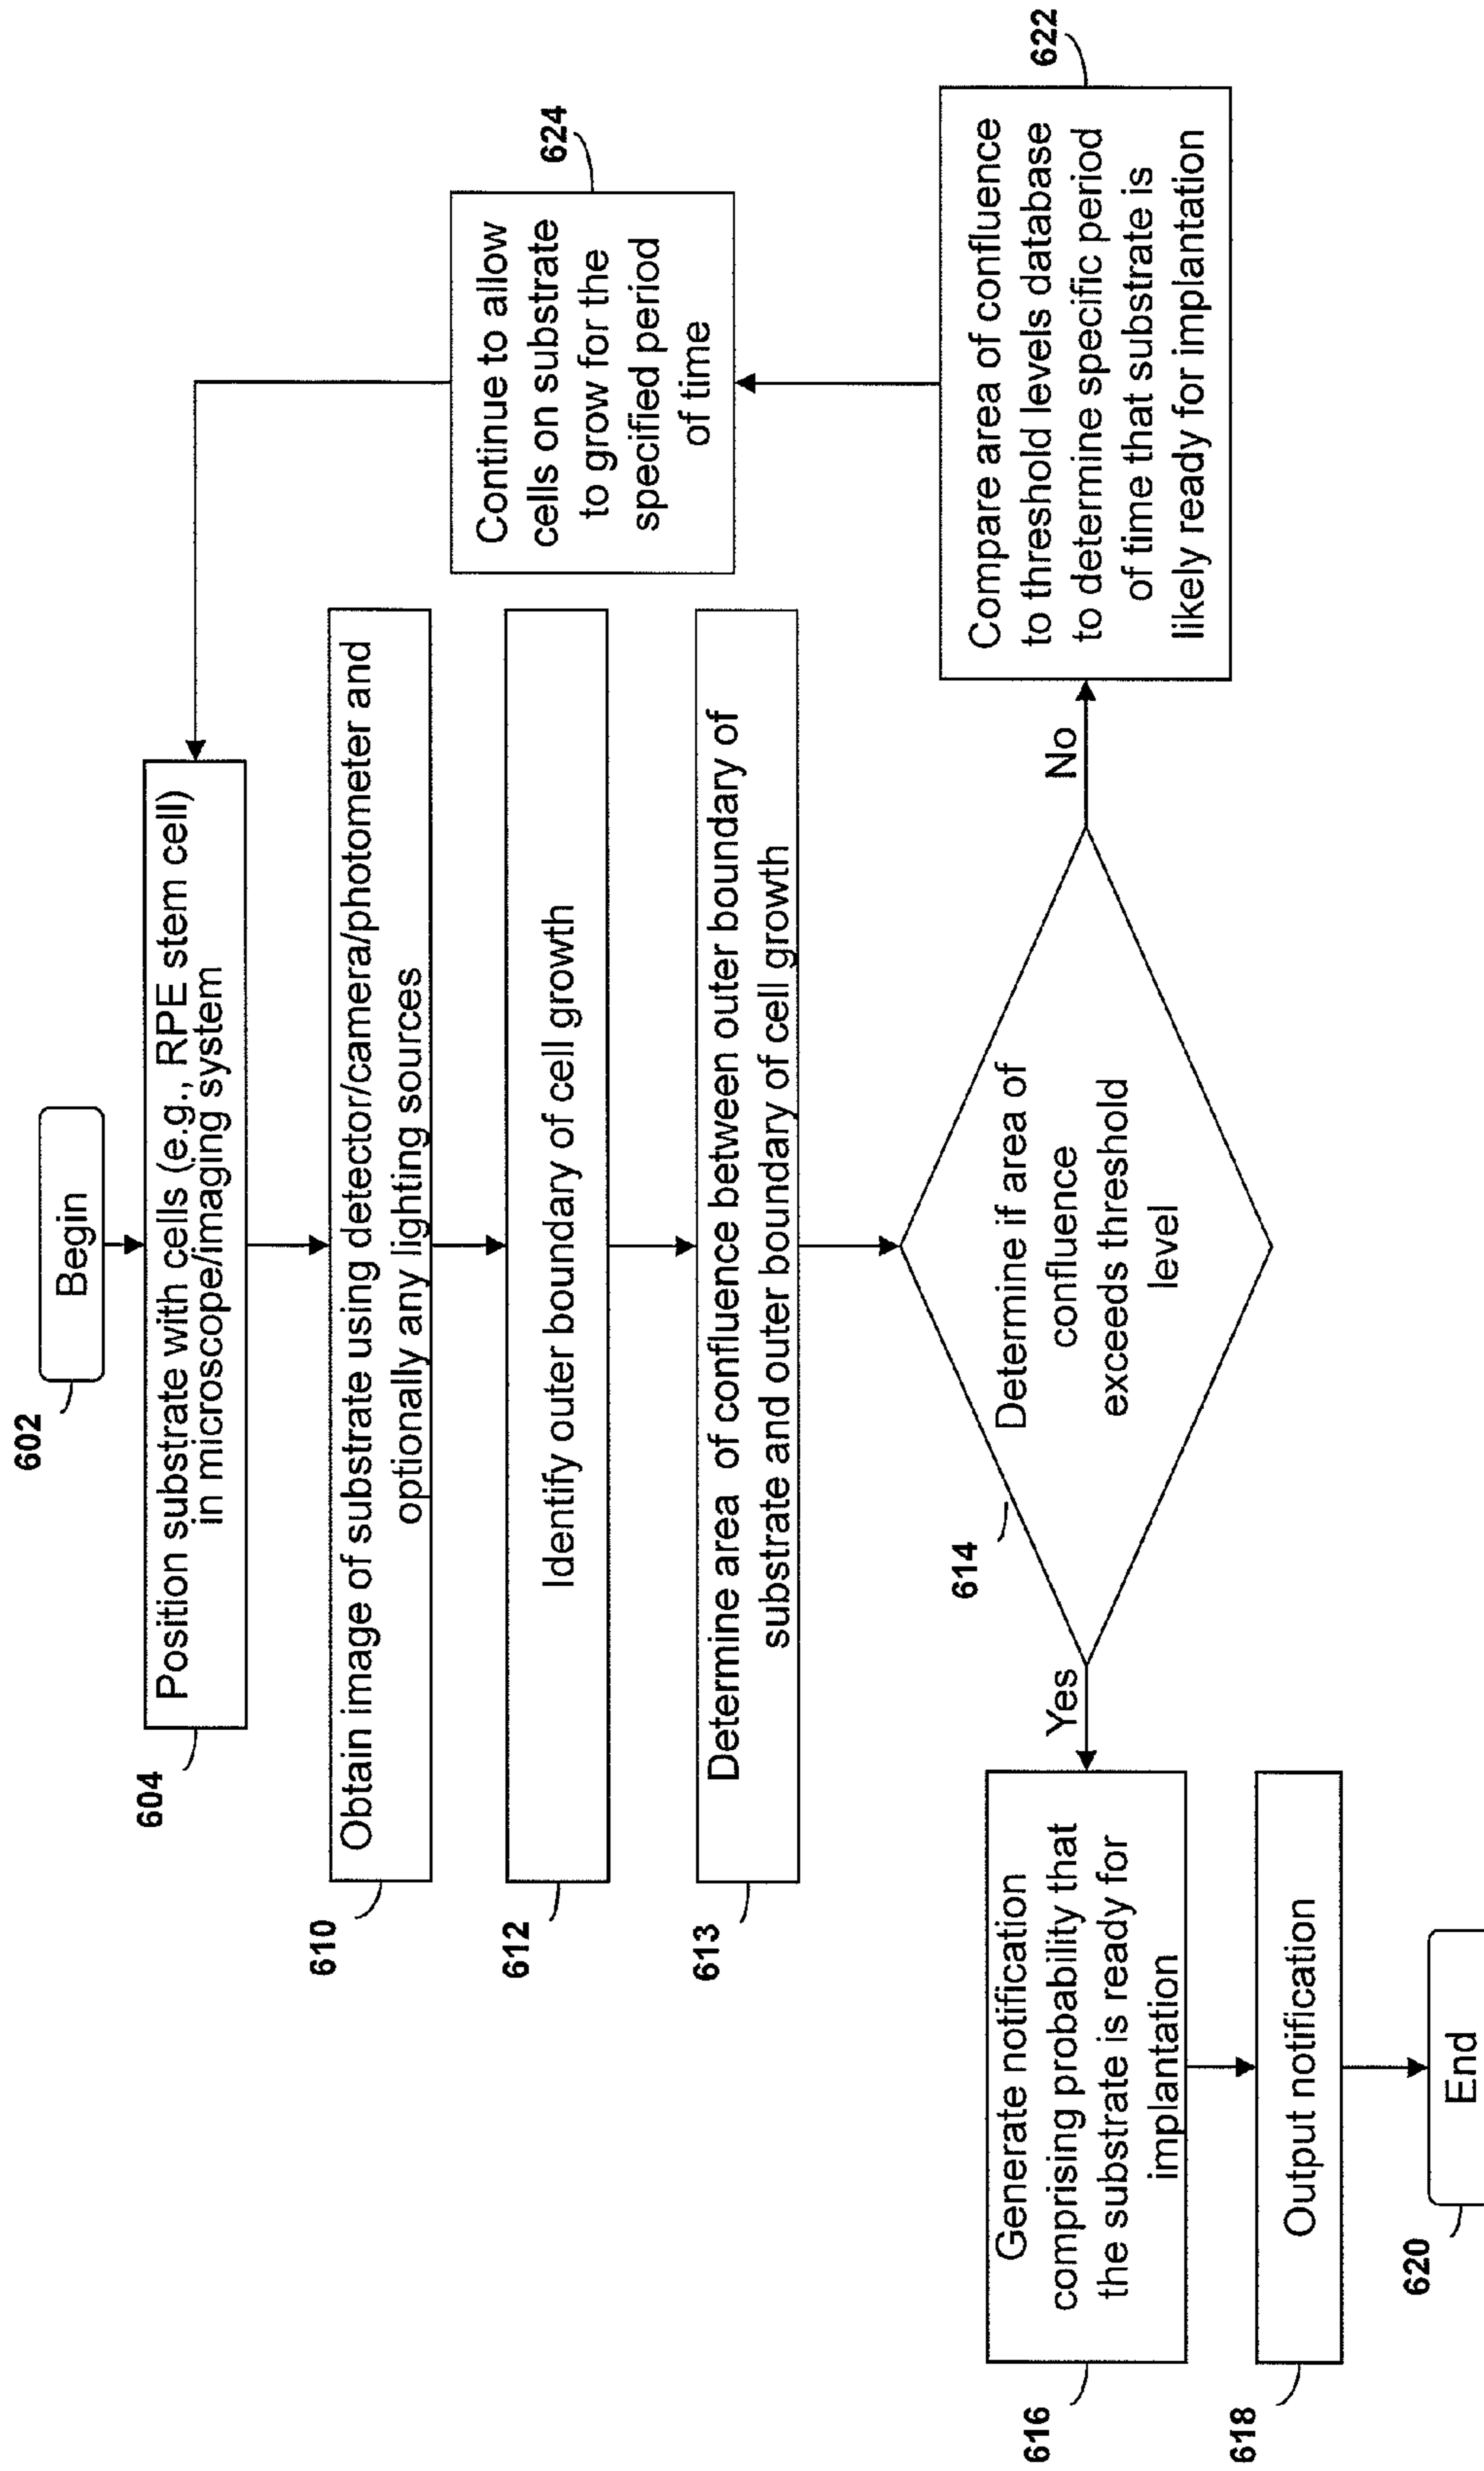 602
Begin
604
Position substrate with cells (e.g., RPE stem cell)
in microscope/imaging system
610
Obtain image of substrate using detector/camera/photometer and
optionally any lighting sources
612
Identify outer boundary of cell growth
613
Determine area of confluence between outer boundary of
substrate and outer boundary of cell growth
614
Determine if area of
confluence
exceeds threshold
level
Yes
No
616
Generate notification
comprising probability that
the substrate is ready for
implantation
618
Output notification
620
End
622
Compare area of confluence
to threshold levels database
to determine specific period
of time that substrate is
likely ready for implantation
624
Continue to allow
cells on substrate
to grow for the
specified period
of time